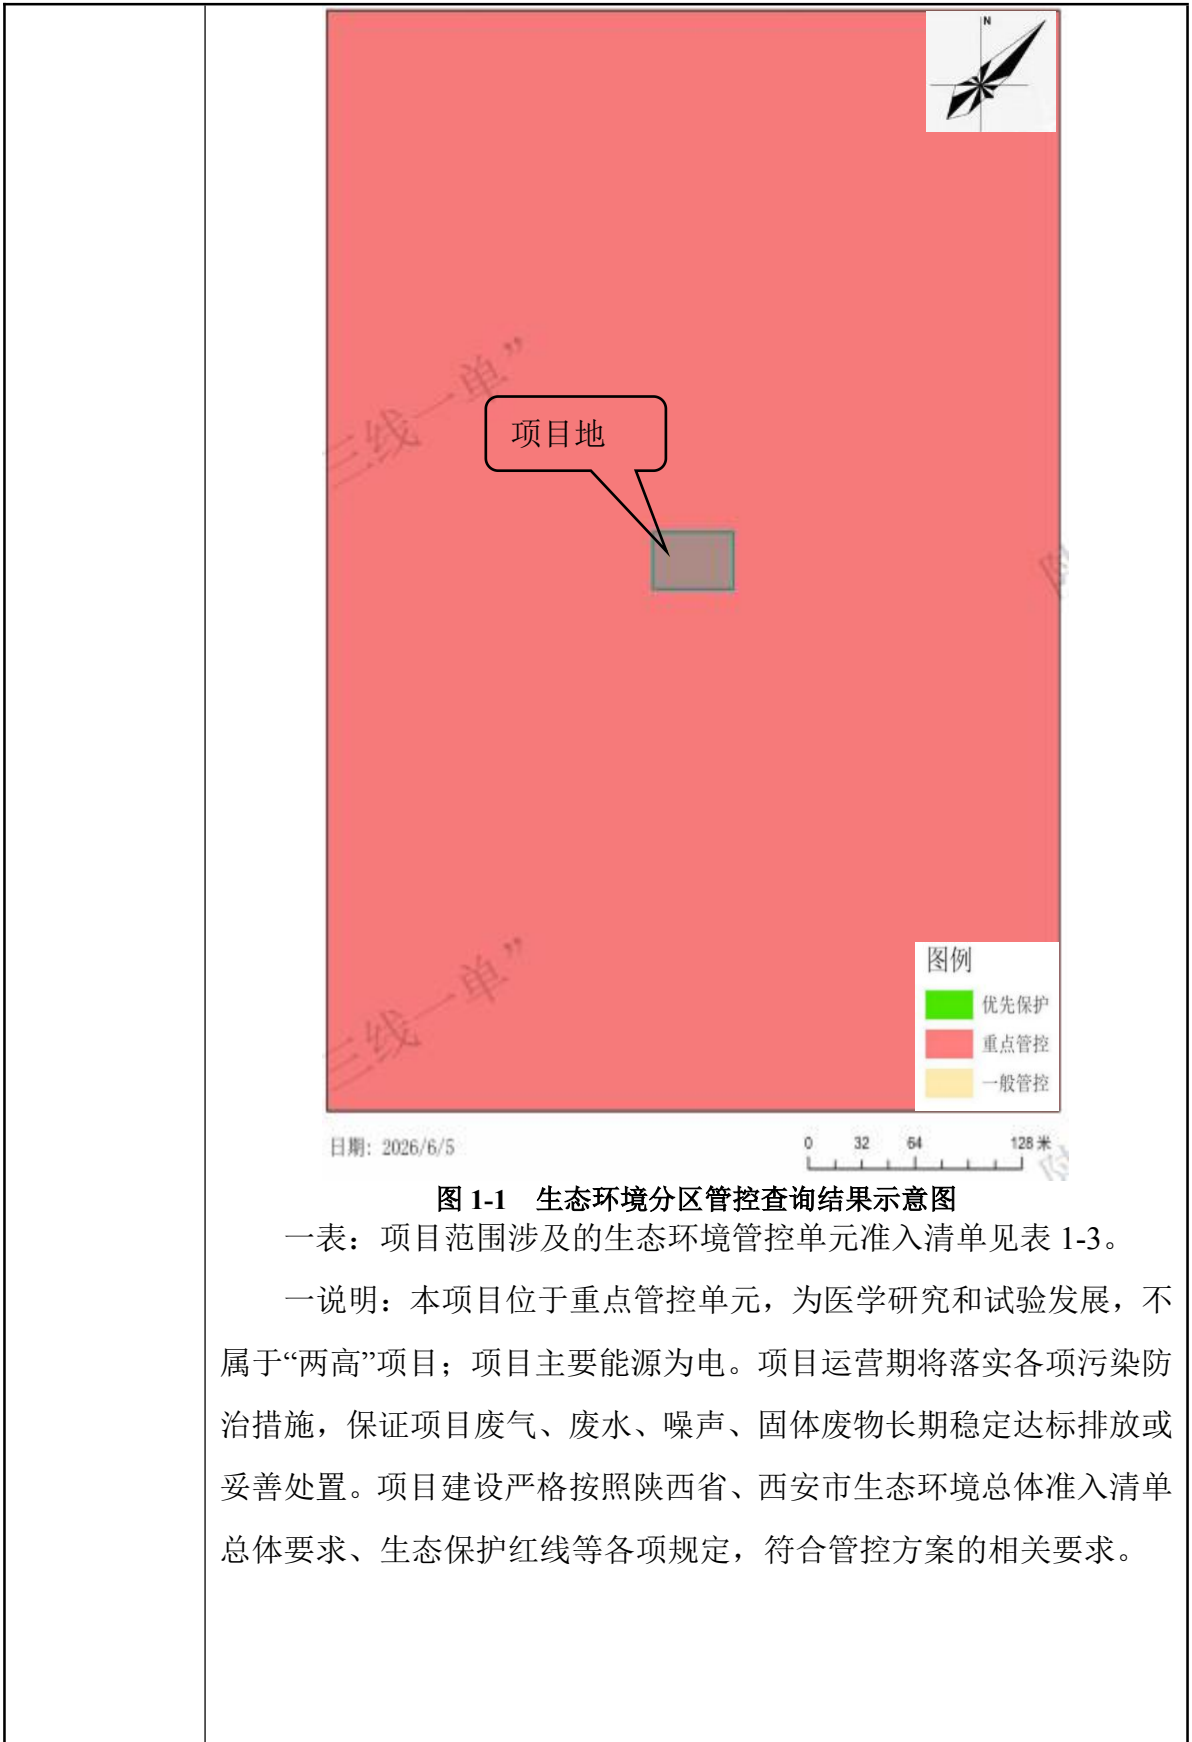 N
三线一单”
项目地
陕
三线一单”
图例
优先保护
重点管控
一般管控
日期: 2026/6/5
0 32 64 128 米
图 1-1 生态环境分区管控查询结果示意图
一表：项目范围涉及的生态环境管控单元准入清单见表 1-3。
一说明：本项目位于重点管控单元，为医学研究和试验发展，不
属于“两高”项目；项目主要能源为电。项目运营期将落实各项污染防
治措施，保证项目废气、废水、噪声、固体废物长期稳定达标排放或
妥善处置。项目建设严格按照陕西省、西安市生态环境总体准入清单
总体要求、生态保护红线等各项规定，符合管控方案的相关要求。